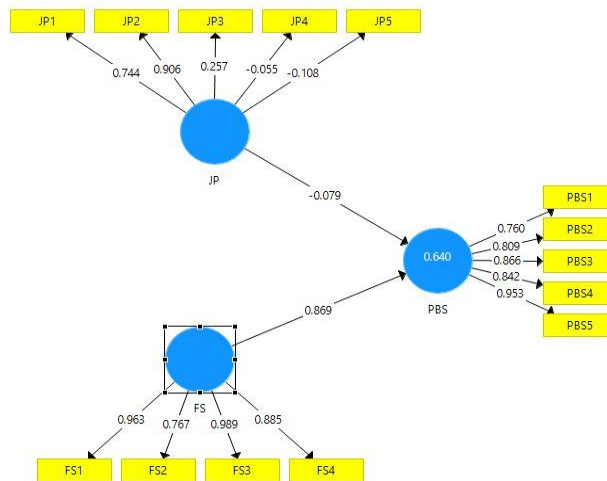 JP1 JP2 JP3 JP4 JP5
0.744 0.906 0.257 -0.055 -0.108
JP
-0.079
PBS1
PBS2
PBS3
PBS4
PBS5
0.760
0.809
0.866
0.842
0.953
0.640
PBS
0.869
FS
0.963 0.767 0.989 0.885
FS1 FS2 FS3 FS4